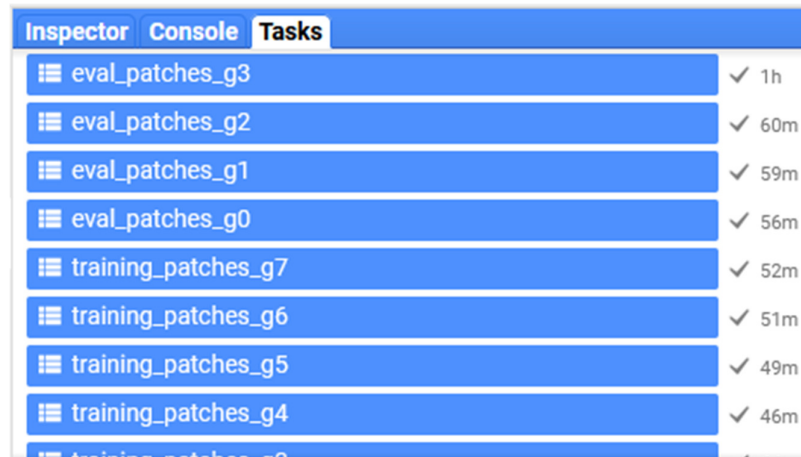 Inspector Console Tasks
eval_patches_g3 1h
eval_patches_g2 60m
eval_patches_g1 59m
eval_patches_g0 56m
training_patches_g7 52m
training_patches_g6 51m
training_patches_g5 49m
training_patches_g4 46m